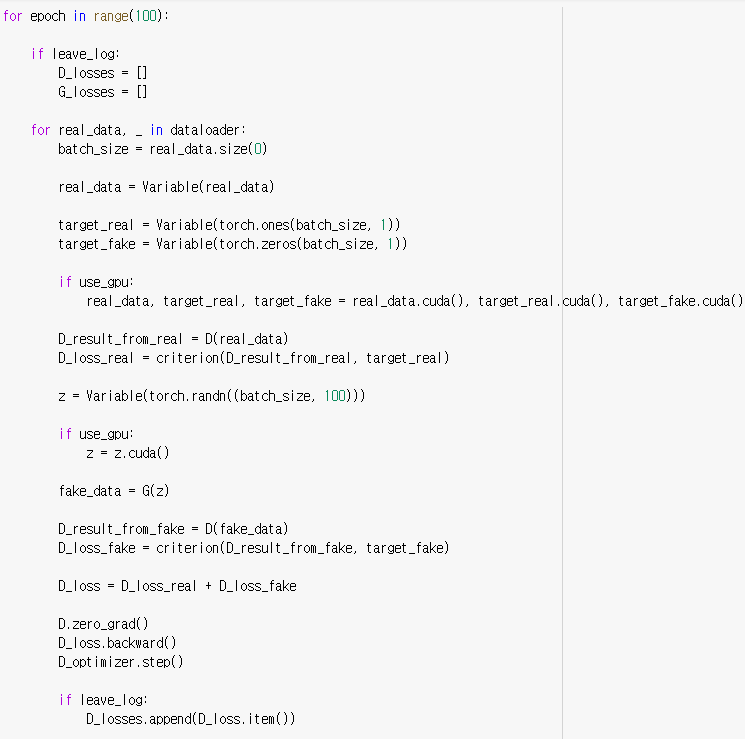 for epoch in range(100):
if leave_log:
D_losses = []
G_losses = []
for real_data, _ in dataloader:
batch_size = real_data.size(0)
real_data = Variable(real_data)
target_real = Variable(torch.ones(batch_size, 1))
target_fake = Variable(torch.zeros(batch_size, 1))
if use_gpu:
real_data, target_real, target_fake = real_data.cuda(), target_real.cuda(), target_fake.cuda()
D_result_from_real = D(real_data)
D_loss_real = criterion(D_result_from_real, target_real)
z = Variable(torch.randn((batch_size, 100)))
if use_gpu:
z = z.cuda()
fake_data = G(z)
D_result_from_fake = D(fake_data)
D_loss_fake = criterion(D_result_from_fake, target_fake)
D_loss = D_loss_real + D_loss_fake
D.zero_grad()
D_loss.backward()
D_optimizer.step()
if leave_log:
D_losses.append(D_loss.item())